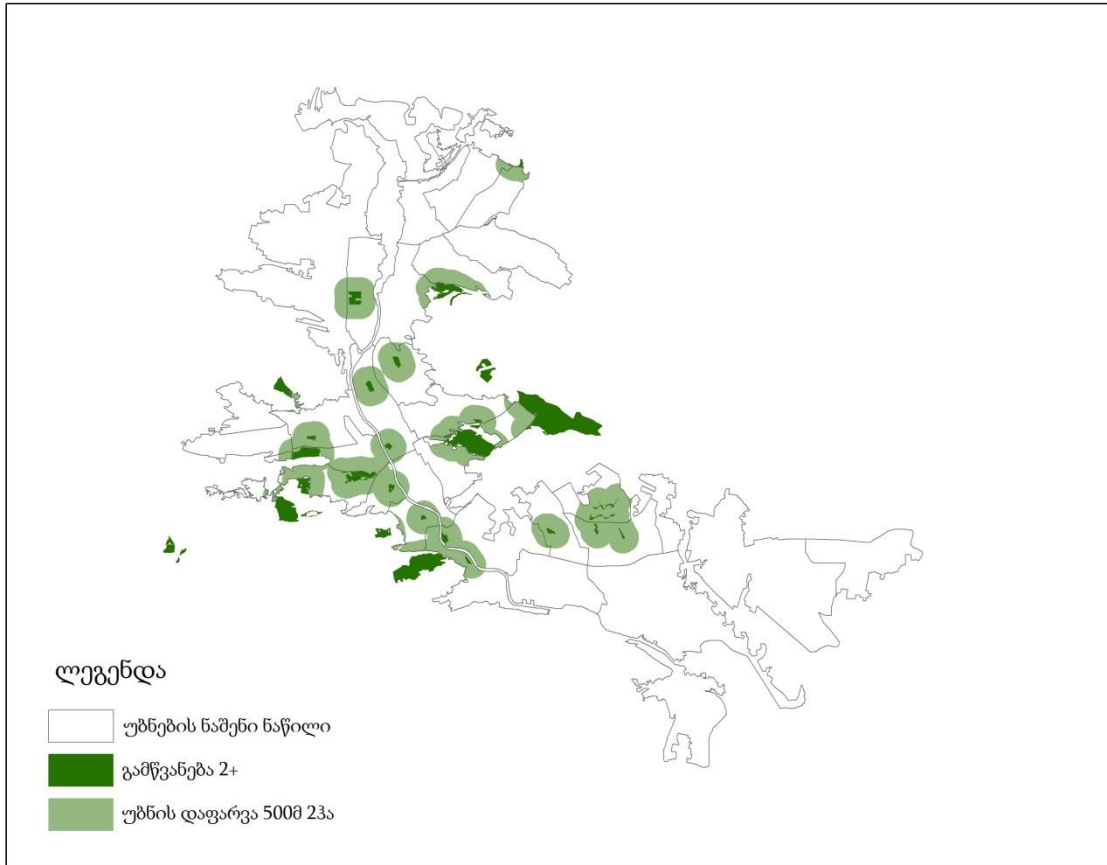 ლეგენდა
უბნების ნაშენი ნაწილი
გამწვანება 2+
უბნის დაფარვა 500მ 2ჰა